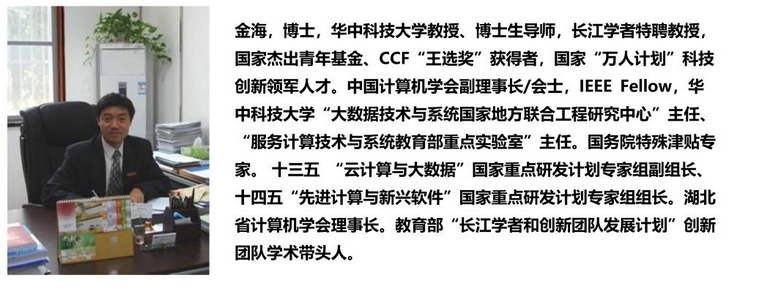 金海，博士，华中科技大学教授、博士生导师，长江学者特聘教授，
国家杰出青年基金、CCF“王选奖”获得者，国家“万人计划”科技
创新领军人才。中国计算机学会副理事长/会士，IEEE Fellow，华
中科技大学“大数据技术与系统国家地方联合工程研究中心”主任、
“服务计算技术与系统教育部重点实验室”主任。国务院特殊津贴专
家。 十三五 “云计算与大数据”国家重点研发计划专家组副组长、
十四五“先进计算与新兴软件”国家重点研发计划专家组组长。湖北
省计算机学会理事长。教育部“长江学者和创新团队发展计划”创新
团队学术带头人。